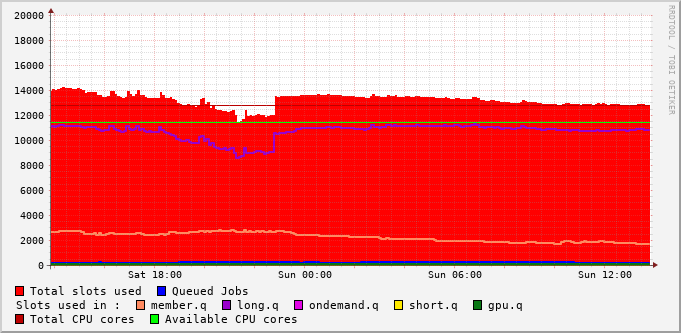 RRDTOOL / TOBI OETIKER
20000
18000
16000
14000
12000
10000
8000
6000
4000
2000
0
Sat 18:00 Sun 00:00 Sun 06:00 Sun 12:00
Total slots used Queued Jobs
Slots used in : member.q long.q ondemand.q short.q gpu.q
Total CPU cores Available CPU cores